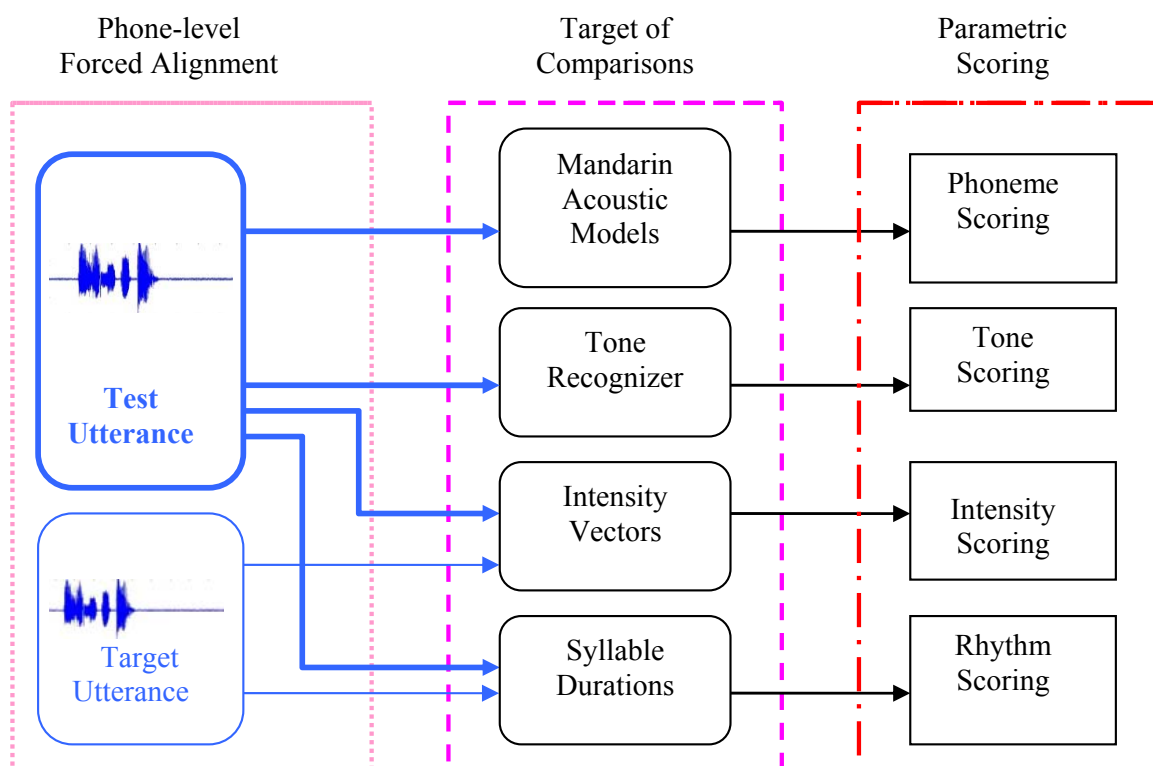 Phone-level
Forced Alignment
Target of
Comparisons
Parametric
Scoring
Test
Utterance
Target
Utterance
Mandarin
Acoustic
Models
Tone
Recognizer
Intensity
Vectors
Syllable
Durations
Phoneme
Scoring
Tone
Scoring
Intensity
Scoring
Rhythm
Scoring